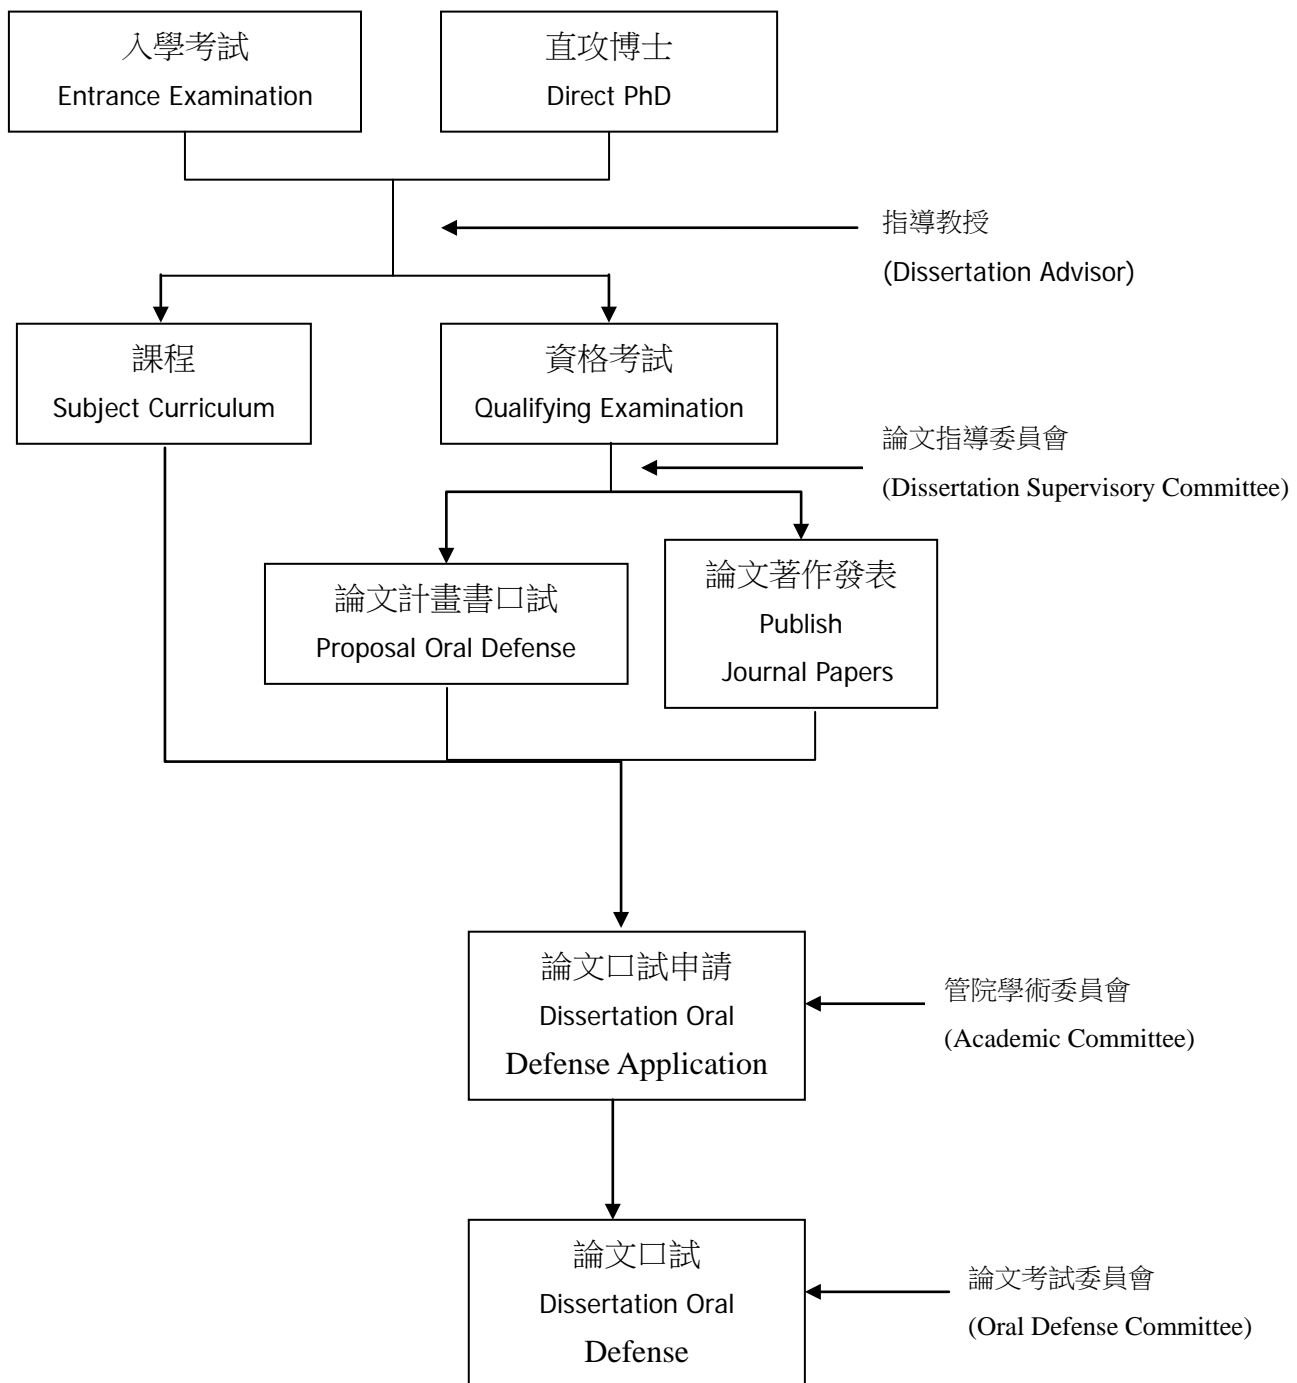 入學考試
Entrance Examination
直攻博士
Direct PhD
指導教授
(Dissertation Advisor)
課程
Subject Curriculum
資格考試
Qualifying Examination
論文指導委員會
(Dissertation Supervisory Committee)
論文計畫書口試
Proposal Oral Defense
論文著作發表
Publish
Journal Papers
論文口試申請
Dissertation Oral
Defense Application
管院學術委員會
(Academic Committee)
論文口試
Dissertation Oral
Defense
論文考試委員會
(Oral Defense Committee)